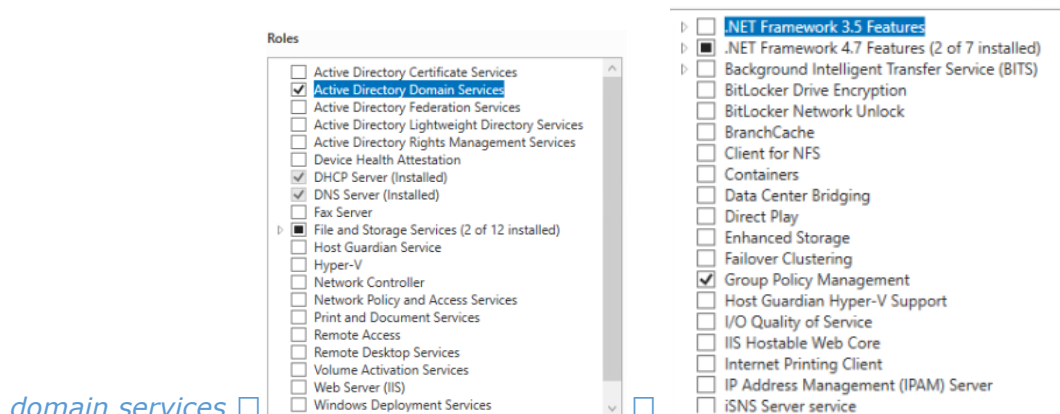 Roles
Active Directory Certificate Services
Active Directory Domain Services
Active Directory Federation Services
Active Directory Lightweight Directory Services
Active Directory Rights Management Services
Device Health Attestation
DHCP Server (Installed)
DNS Server (Installed)
Fax Server
File and Storage Services (2 of 12 installed)
Host Guardian Service
Hyper-V
Network Controller
Network Policy and Access Services
Print and Document Services
Remote Access
Remote Desktop Services
Volume Activation Services
Web Server (IIS)
Windows Deployment Services
.NET Framework 3.5 Features
.NET Framework 4.7 Features (2 of 7 installed)
Background Intelligent Transfer Service (BITS)
BitLocker Drive Encryption
BitLocker Network Unlock
BranchCache
Client for NFS
Containers
Data Center Bridging
Direct Play
Enhanced Storage
Failover Clustering
Group Policy Management
Host Guardian Hyper-V Support
I/O Quality of Service
IIS Hostable Web Core
Internet Printing Client
IP Address Management (IPAM) Server
iSNS Server service
domain services